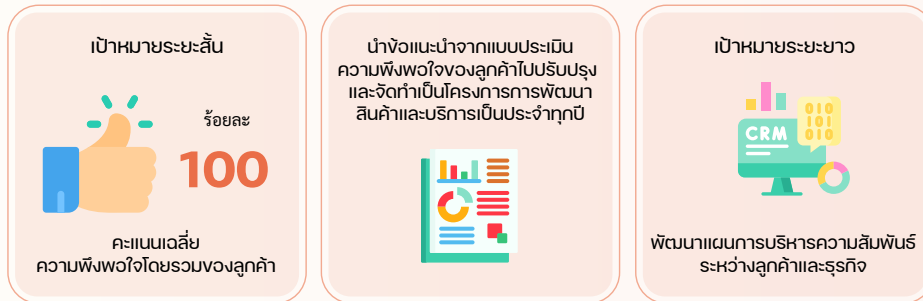 เป้าหมายระยะสั้น
ร้อยละ
100
คะแนนเฉลี่ย
ความพึงพอใจโดยรวมของลูกค้า
นำข้อแนะนำจากแบบประเมิน
ความพึงพอใจของลูกค้าไปปรับปรุง
และจัดทำเป็นโครงการการพัฒนา
สินค้าและบริการเป็นประจำทุกปี
เป้าหมายระยะยาว
CRM
พัฒนาแผนการบริหารความสัมพันธ์
ระหว่างลูกค้าและธุรกิจ